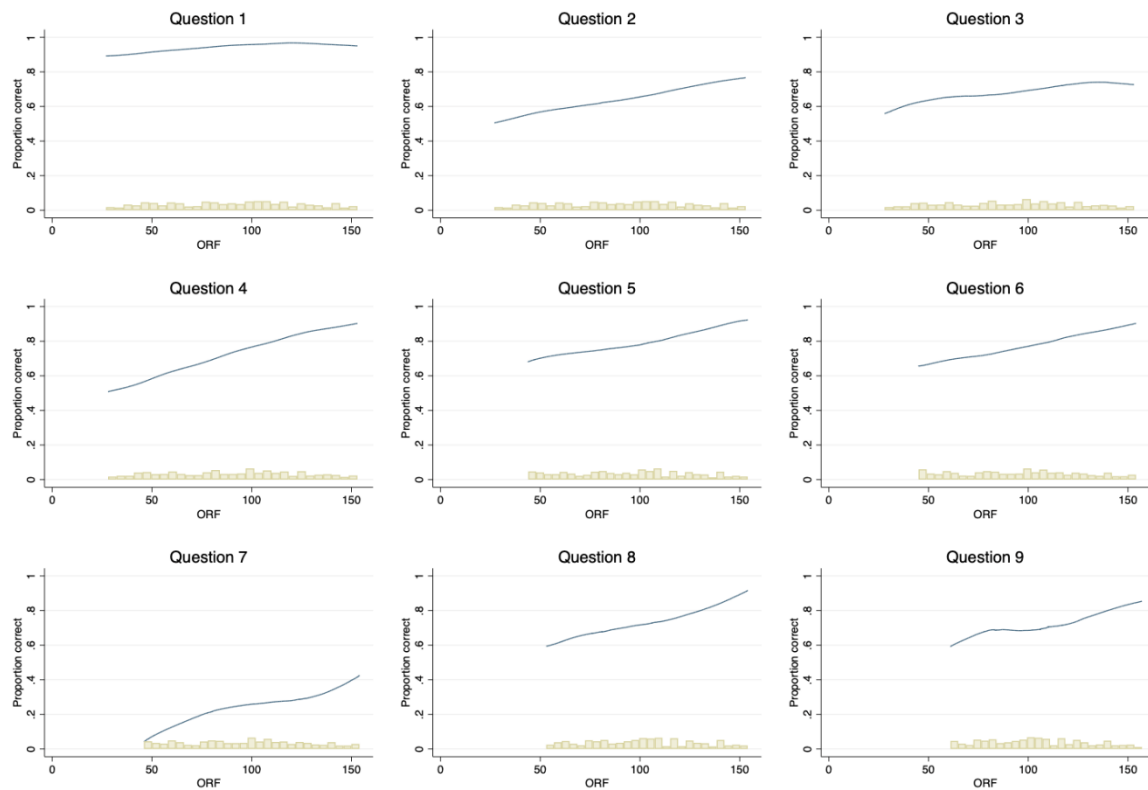 Question 1
Proportion correct
0 .2 .4 .6 .8 1
0 50 100 150
ORF
Question 2
Proportion correct
0 .2 .4 .6 .8 1
0 50 100 150
ORF
Question 3
Proportion correct
0 .2 .4 .6 .8 1
0 50 100 150
ORF
Question 4
Proportion correct
0 .2 .4 .6 .8 1
0 50 100 150
ORF
Question 5
Proportion correct
0 .2 .4 .6 .8 1
0 50 100 150
ORF
Question 6
Proportion correct
0 .2 .4 .6 .8 1
0 50 100 150
ORF
Question 7
Proportion correct
0 .2 .4 .6 .8 1
0 50 100 150
ORF
Question 8
Proportion correct
0 .2 .4 .6 .8 1
0 50 100 150
ORF
Question 9
Proportion correct
0 .2 .4 .6 .8 1
0 50 100 150
ORF